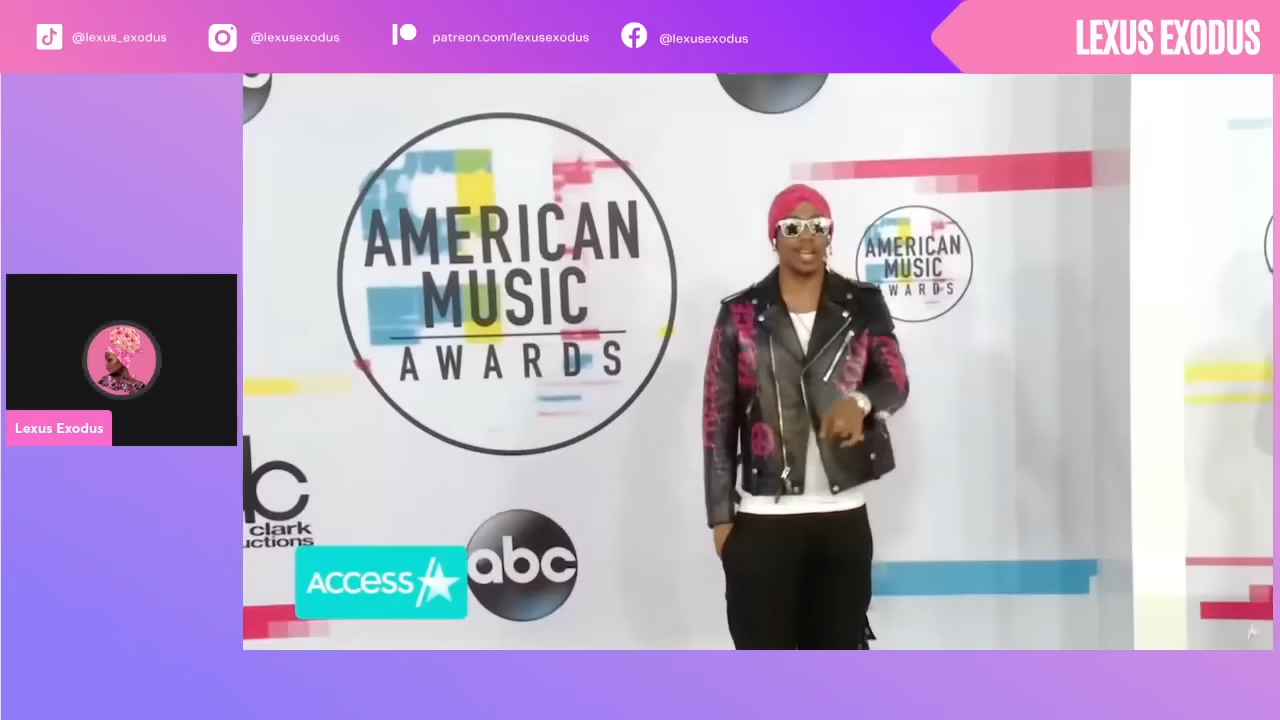 @lexus_exodus
@lexusexodus
patreon.com/lexusexodus
@lexusexodus
LEXUS EXODUS
AMERICAN
MUSIC
AWARDS
AMERICAN
MUSIC
AWARDS
Lexus Exodus
clark
uctions
ACCESS
abc